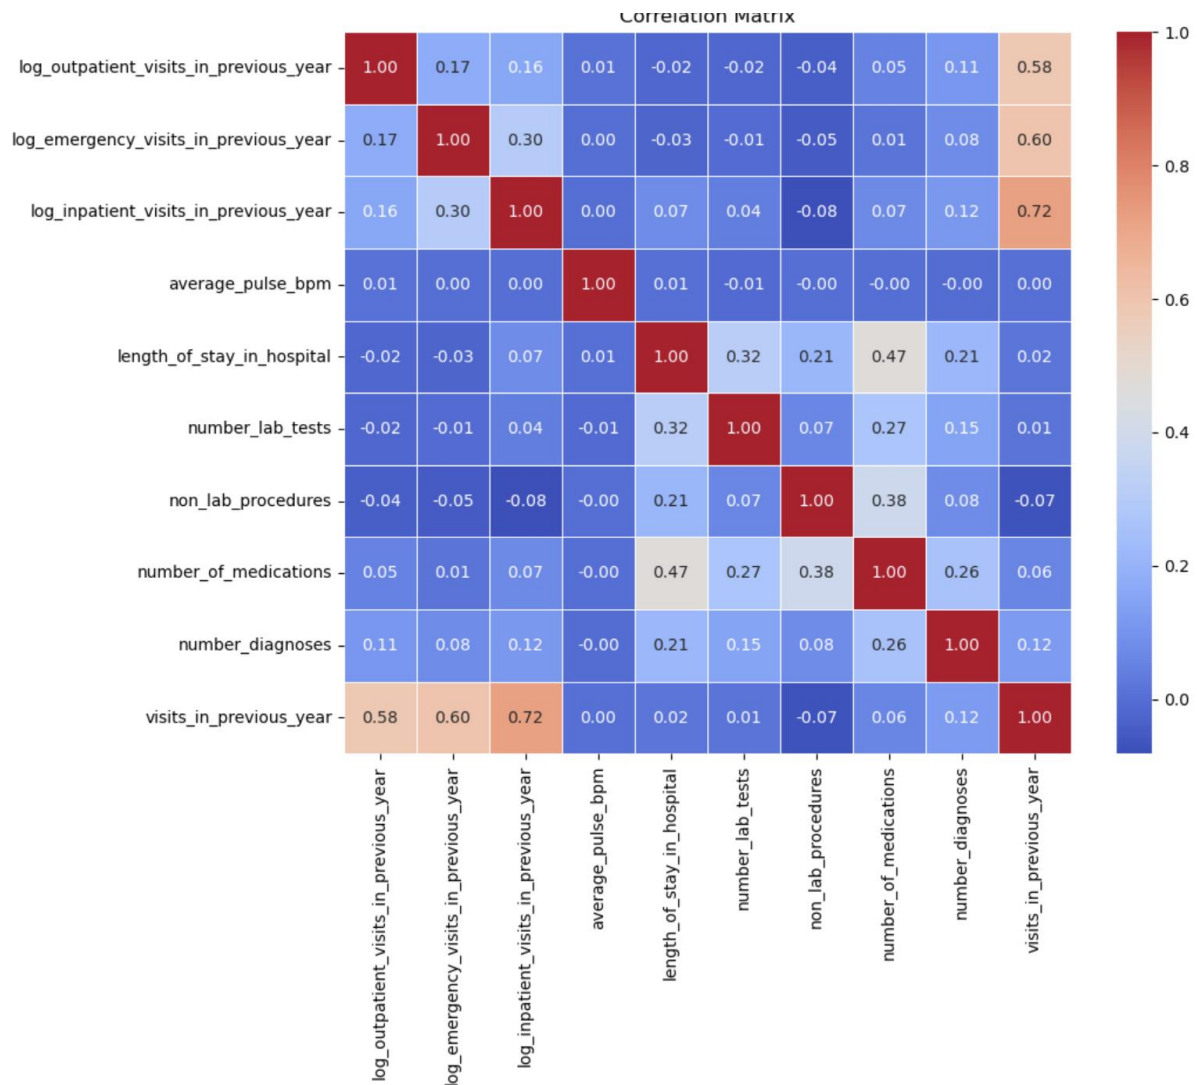 Correlation Matrix
log_outpatient_visits_in_previous_year 1.00 0.17 0.16 0.01 -0.02 -0.02 -0.04 0.05 0.11 0.58
log_emergency_visits_in_previous_year 0.17 1.00 0.30 0.00 -0.03 -0.01 -0.05 0.01 0.08 0.60
log_inpatient_visits_in_previous_year 0.16 0.30 1.00 0.00 0.07 0.04 -0.08 0.07 0.12 0.72
average_pulse_bpm 0.01 0.00 0.00 1.00 0.01 -0.01 -0.00 -0.00 -0.00 0.00
length_of_stay_in_hospital -0.02 -0.03 0.07 0.01 1.00 0.32 0.21 0.47 0.21 0.02
number_lab_tests -0.02 -0.01 0.04 -0.01 0.32 1.00 0.07 0.27 0.15 0.01
non_lab_procedures -0.04 -0.05 -0.08 -0.00 0.21 0.07 1.00 0.38 0.08 -0.07
number_of_medications 0.05 0.01 0.07 -0.00 0.47 0.27 0.38 1.00 0.26 0.06
number_diagnoses 0.11 0.08 0.12 -0.00 0.21 0.15 0.08 0.26 1.00 0.12
visits_in_previous_year 0.58 0.60 0.72 0.00 0.02 0.01 -0.07 0.06 0.12 1.00
log_outpatient_visits_in_previous_year
log_emergency_visits_in_previous_year
log_inpatient_visits_in_previous_year
average_pulse_bpm
length_of_stay_in_hospital
number_lab_tests
non_lab_procedures
number_of_medications
number_diagnoses
visits_in_previous_year
1.0
0.8
0.6
0.4
0.2
0.0